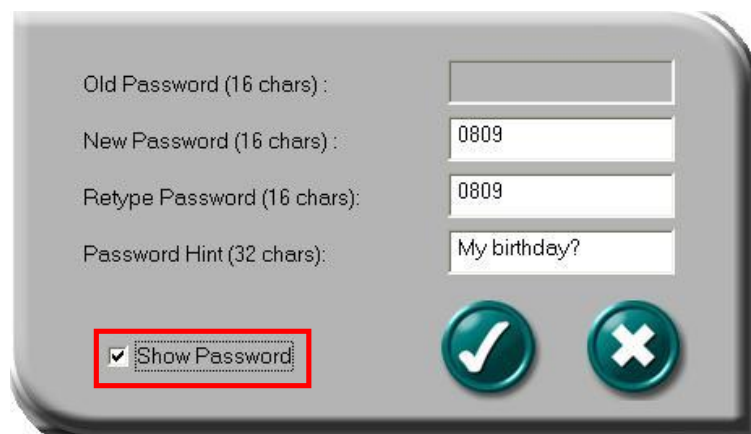 Old Password (16 chars) :
New Password (16 chars) :
0809
Retype Password (16 chars):
0809
Password Hint (32 chars):
My birthday?
Show Password